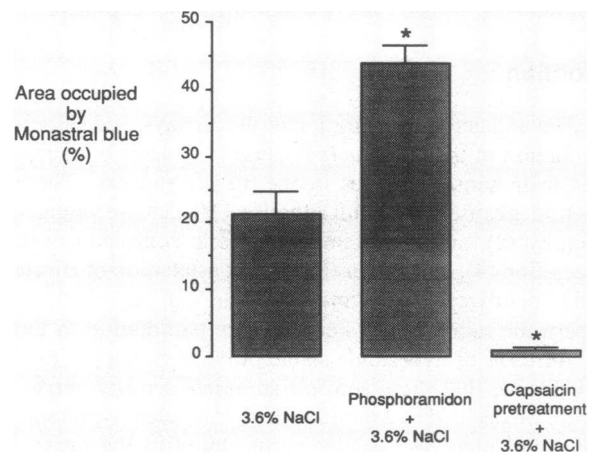 50
40
30
20
10
0
Area occupied
by
Monastral blue
(%)
*
*
3.6% NaCl
Phosphoramidon
+
3.6% NaCl
Capsaicin
pretreatment
+
3.6% NaCl